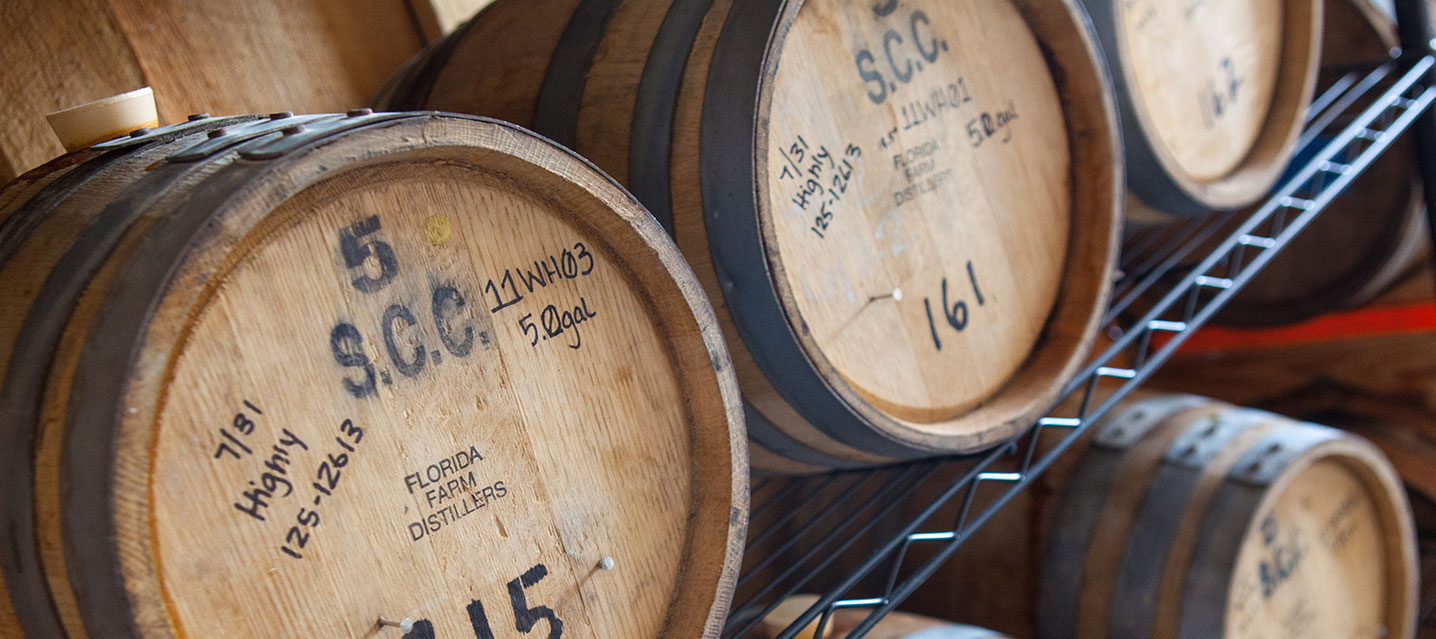 5
S.C.C.
11WH03
5.0gal
7/31
Highly
125-12613
FLORIDA
FARM
DISTILLERS
15
S.C.C.
11WH01
5.0gal
7/31
Highly
125-12613
FLORIDA
FARM
DISTILLERS
161
162